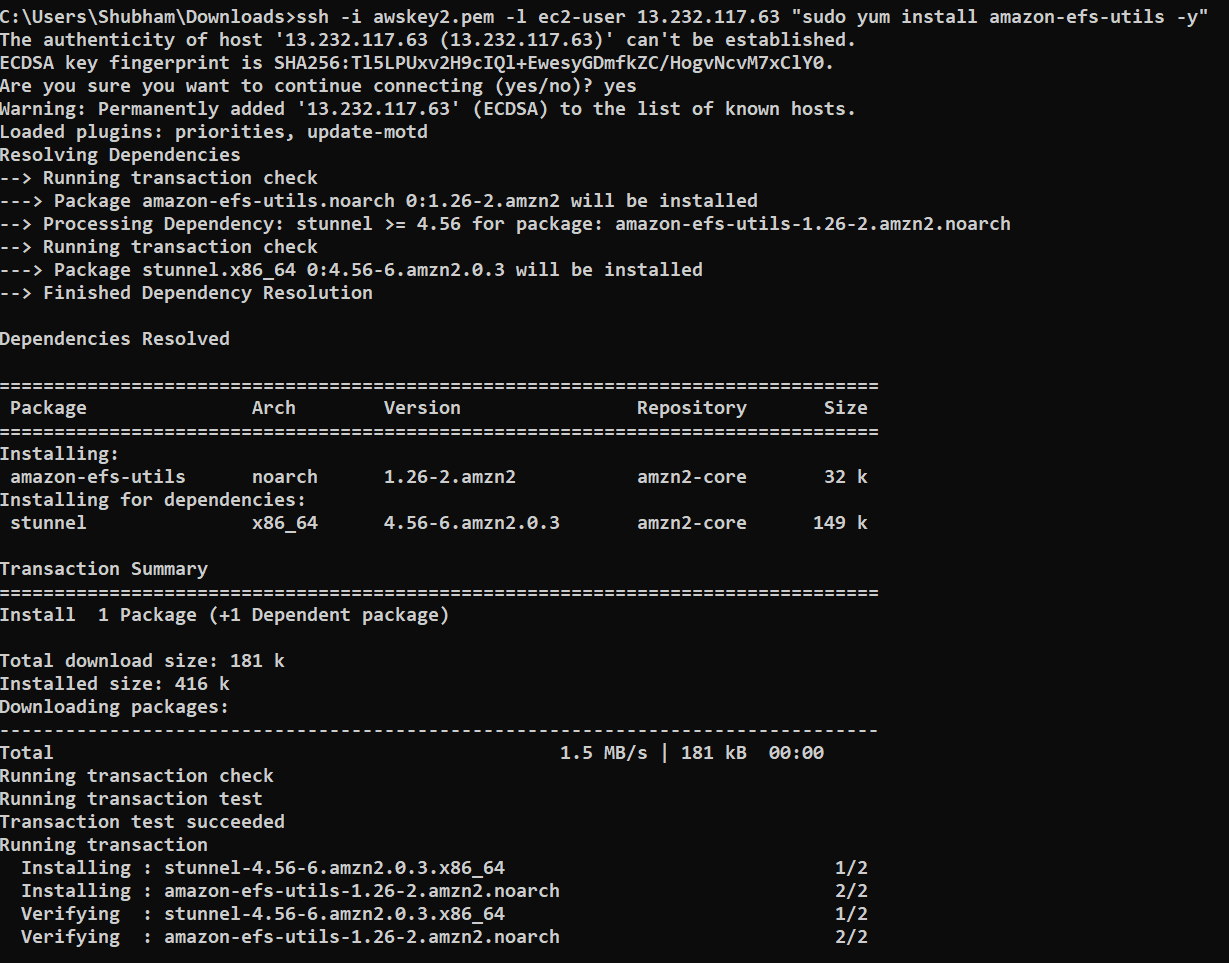 C:\Users\Shubham\Downloads>ssh -i awskey2.pem -l ec2-user 13.232.117.63 "sudo yum install amazon-efs-utils -y"
The authenticity of host '13.232.117.63 (13.232.117.63)' can't be established.
ECDSA key fingerprint is SHA256:Tl5LPUxv2H9cIQl+EwesyGDmfkZC/HogvNcvM7xClY0.
Are you sure you want to continue connecting (yes/no)? yes
Warning: Permanently added '13.232.117.63' (ECDSA) to the list of known hosts.
Loaded plugins: priorities, update-motd
Resolving Dependencies
--> Running transaction check
---> Package amazon-efs-utils.noarch 0:1.26-2.amzn2 will be installed
--> Processing Dependency: stunnel >= 4.56 for package: amazon-efs-utils-1.26-2.amzn2.noarch
--> Running transaction check
---> Package stunnel.x86_64 0:4.56-6.amzn2.0.3 will be installed
--> Finished Dependency Resolution

Dependencies Resolved

================================================================================
 Package               Arch        Version                Repository       Size
================================================================================
Installing:
 amazon-efs-utils      noarch      1.26-2.amzn2           amzn2-core       32 k
Installing for dependencies:
 stunnel               x86_64      4.56-6.amzn2.0.3       amzn2-core      149 k

Transaction Summary
================================================================================
Install  1 Package (+1 Dependent package)

Total download size: 181 k
Installed size: 416 k
Downloading packages:
--------------------------------------------------------------------------------
Total                                              1.5 MB/s | 181 kB  00:00
Running transaction check
Running transaction test
Transaction test succeeded
Running transaction
  Installing : stunnel-4.56-6.amzn2.0.3.x86_64                              1/2
  Installing : amazon-efs-utils-1.26-2.amzn2.noarch                         2/2
  Verifying  : stunnel-4.56-6.amzn2.0.3.x86_64                              1/2
  Verifying  : amazon-efs-utils-1.26-2.amzn2.noarch                         2/2